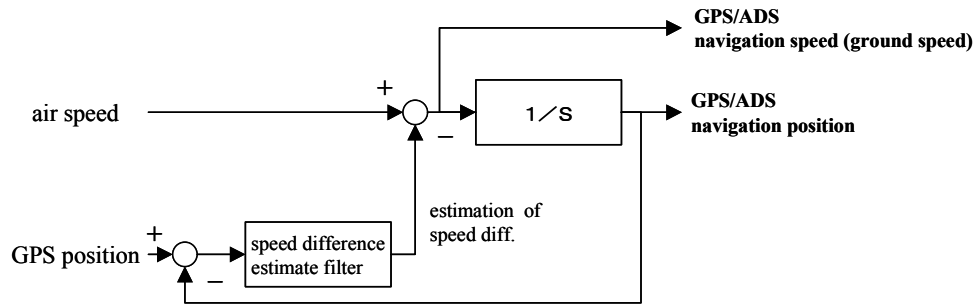 GPS/ADS
navigation speed (ground speed)
+
air speed
−
1/S
GPS/ADS
navigation position
estimation of
speed diff.
+
GPS position
−
speed difference
estimate filter